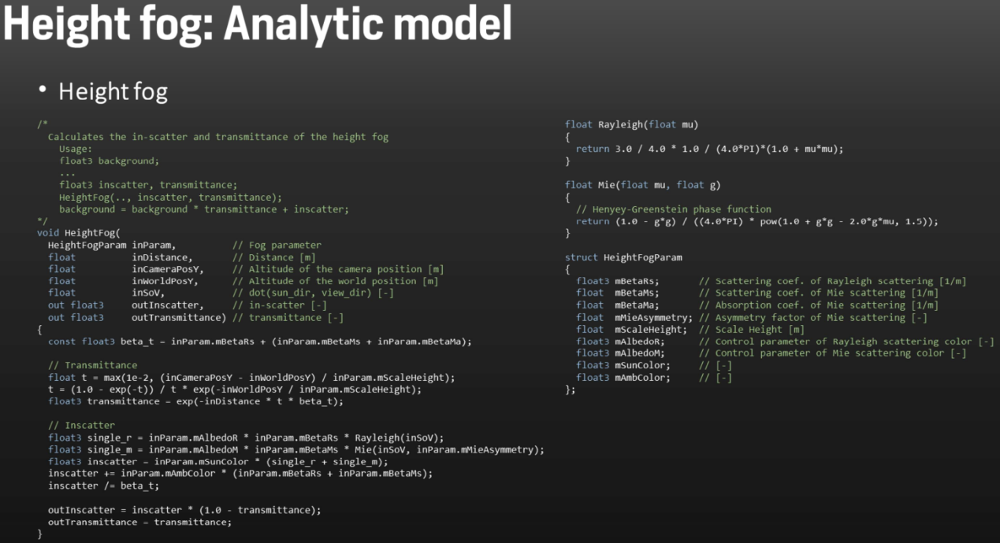 Height fog: Analytic model
• Height fog
/*
Calculates the in-scatter and transmittance of the height fog
Usage:
float3 background;
...
float3 inscatter, transmittance;
HeightFog(.., inscatter, transmittance);
background = background * transmittance + inscatter;
*/
void HeightFog(
HeightFogParam inParam, // Fog parameter
float inDistance, // Distance [m]
float inCameraPosY, // Altitude of the camera position [m]
float inWorldPosY, // Altitude of the world position [m]
float inSoV, // dot(sun_dir, view_dir) [-]
out float3 outInscatter, // in-scatter [-]
out float3 outTransmittance) // transmittance [-]
{
const float3 beta_t = inParam.mBetaRs + (inParam.mBetaMs + inParam.mBetaMa);
// Transmittance
float t = max(1e-2, (inCameraPosY - inWorldPosY) / inParam.mScaleHeight);
t = (1.0 - exp(-t)) / t * exp(-inWorldPosY / inParam.mScaleHeight);
float3 transmittance = exp(-inDistance * t * beta_t);
// Inscatter
float3 single_r = inParam.mAlbedoR * inParam.mBetaRs * Rayleigh(inSoV);
float3 single_m = inParam.mAlbedoM * inParam.mBetaMs * Mie(inSoV, inParam.mMieAsymmetry);
float3 inscatter = inParam.mSunColor * (single_r + single_m);
inscatter += inParam.mAmbColor * (inParam.mBetaRs + inParam.mBetaMs);
inscatter /= beta_t;
outInscatter = inscatter * (1.0 - transmittance);
outTransmittance = transmittance;
}
float Rayleigh(float mu)
{
return 3.0 / 4.0 * 1.0 / (4.0*PI)*(1.0 + mu*mu);
}
float Mie(float mu, float g)
{
// Henyey-Greenstein phase function
return (1.0 - g*g) / ((4.0*PI) * pow(1.0 + g*g - 2.0*g*mu, 1.5));
}
struct HeightFogParam
{
float3 mBetaRs; // Scattering coef. of Rayleigh scattering [1/m]
float mBetaMs; // Scattering coef. of Mie scattering [1/m]
float mBetaMa; // Absorption coef. of Mie scattering [1/m]
float mMieAsymmetry; // Asymmetry factor of Mie scattering [-]
float mScaleHeight; // Scale Height [m]
float3 mAlbedoR; // Control parameter of Rayleigh scattering color [-]
float3 mAlbedoM; // Control parameter of Mie scattering color [-]
float3 mSunColor; // [-]
float3 mAmbColor; // [-]
};